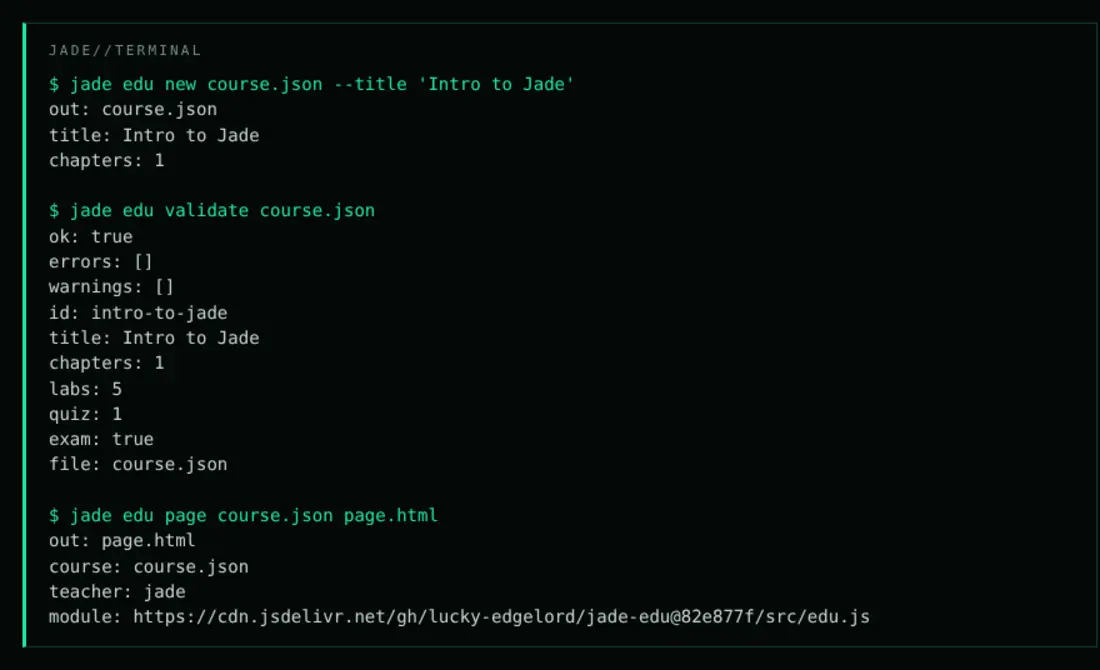 JADE//TERMINAL
$ jade edu new course.json --title 'Intro to Jade'
out: course.json
title: Intro to Jade
chapters: 1
$ jade edu validate course.json
ok: true
errors: []
warnings: []
id: intro-to-jade
title: Intro to Jade
chapters: 1
labs: 5
quiz: 1
exam: true
file: course.json
$ jade edu page course.json page.html
out: page.html
course: course.json
teacher: jade
module: https://cdn.jsdelivr.net/gh/lucky-edgelord/jade-edu@82e877f/src/edu.js